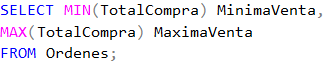 SELECT MIN(TotalCompra) MinimaVenta,
MAX(TotalCompra) MaximaVenta
FROM Ordenes;